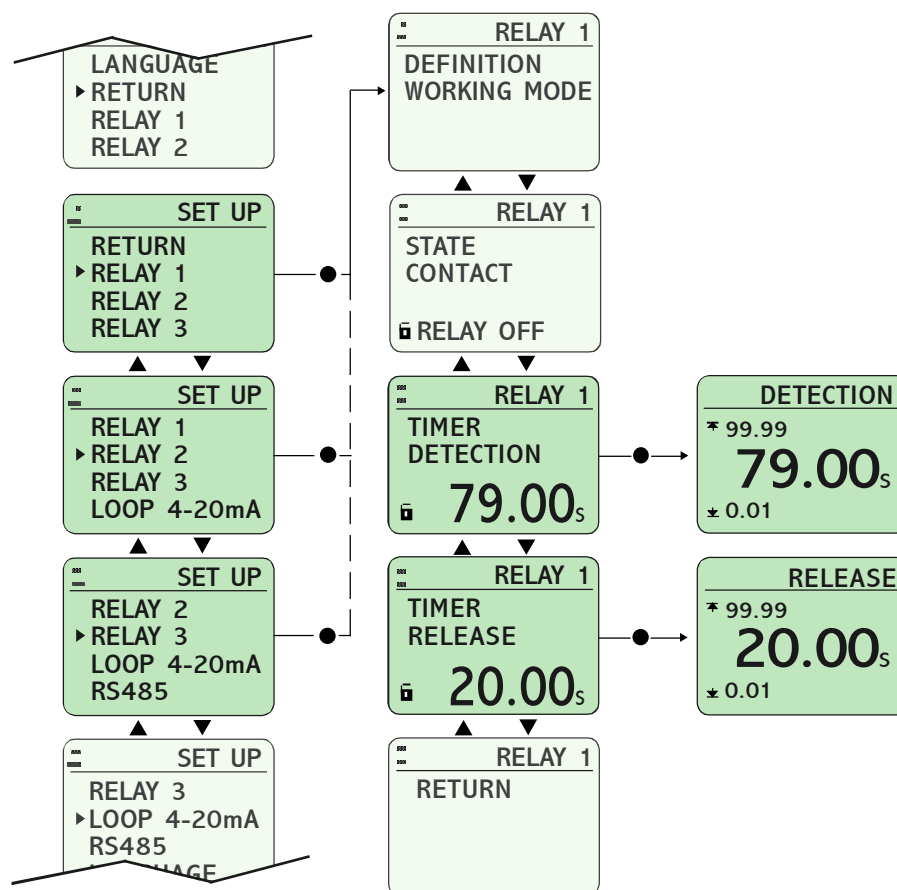 LANGUAGE
RETURN
RELAY 1
RELAY 2
SET UP
RETURN
RELAY 1
RELAY 2
RELAY 3
SET UP
RELAY 1
RELAY 2
RELAY 3
LOOP 4-20mA
SET UP
RELAY 2
RELAY 3
LOOP 4-20mA
RS485
SET UP
RELAY 3
LOOP 4-20mA
RS485
RELAY 1
DEFINITION
WORKING MODE
RELAY 1
STATE
CONTACT
RELAY OFF
RELAY 1
TIMER
DETECTION
79.00s
RELAY 1
TIMER
RELEASE
20.00s
RELAY 1
RETURN
DETECTION
99.99
79.00s
0.01
RELEASE
99.99
20.00s
0.01